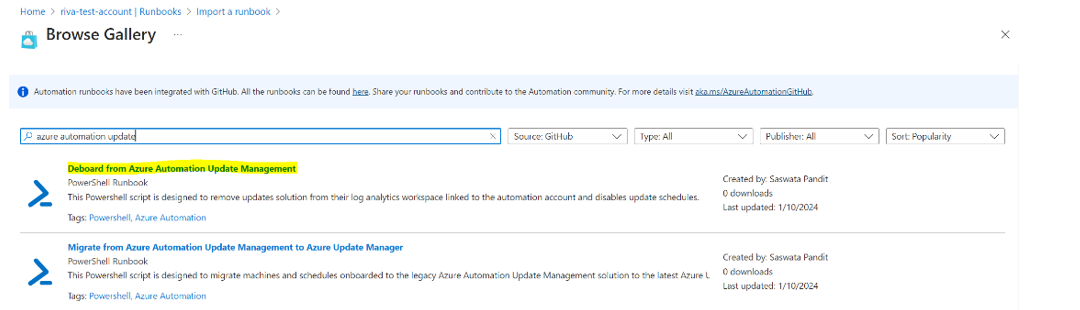 Home > riva-test-account | Runbooks > Import a runbook >
Browse Gallery ...
Automation runbooks have been integrated with GitHub. All the runbooks can be found here. Share your runbooks and contribute to the Automation community. For more details visit aka.ms/AzureAutomationGitHub.
azure automation update
Source: GitHub
Type: All
Publisher: All
Sort: Popularity
Deboard from Azure Automation Update Management
PowerShell Runbook
This Powershell script is designed to remove updates solution from their log analytics workspace linked to the automation account and disables update schedules.
Tags: Powershell, Azure Automation
Created by: Saswata Pandit
0 downloads
Last updated: 1/10/2024
Migrate from Azure Automation Update Management to Azure Update Manager
PowerShell Runbook
This Powershell script is designed to migrate machines and schedules onboarded to the legacy Azure Automation Update Management solution to the latest Azure U
Tags: Powershell, Azure Automation
Created by: Saswata Pandit
0 downloads
Last updated: 1/10/2024